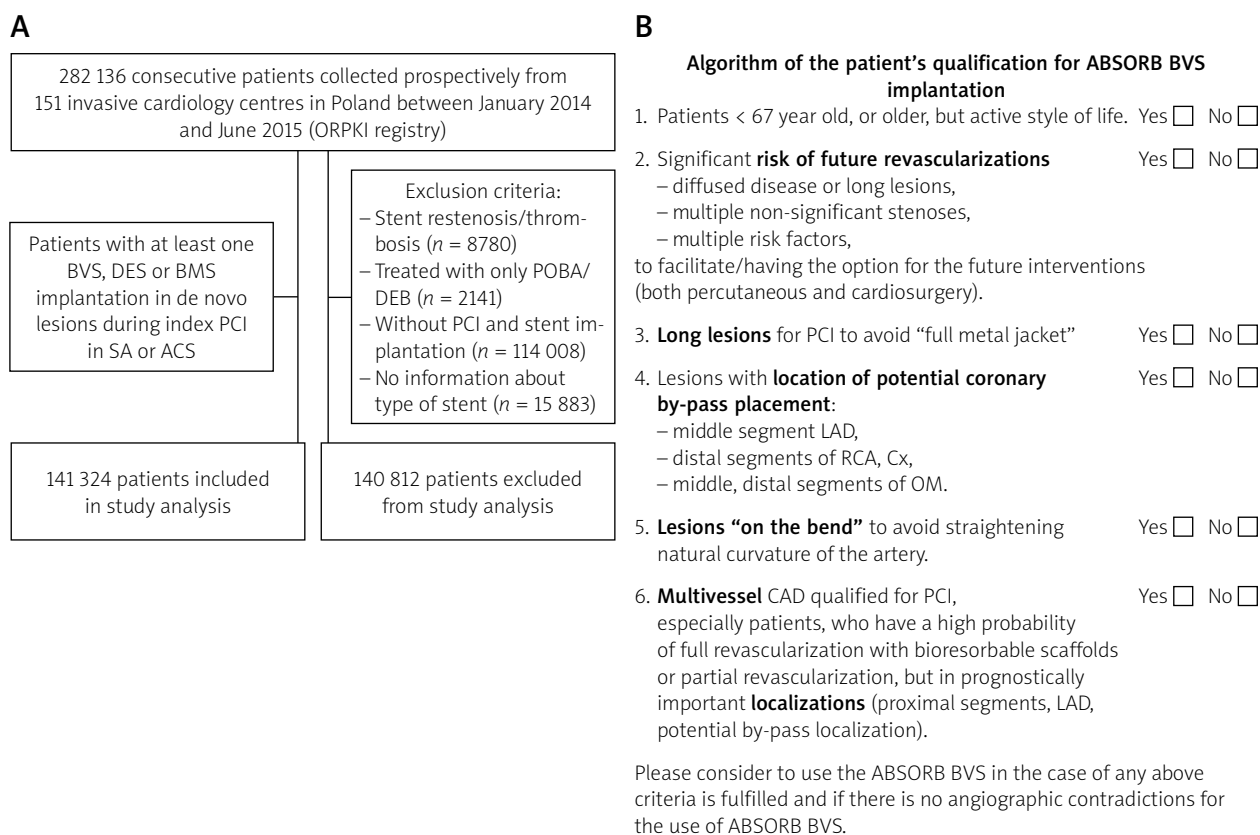 A
282 136 consecutive patients collected prospectively from
151 invasive cardiology centres in Poland between January 2014
and June 2015 (ORPKI registry)
Patients with at least one
BVS, DES or BMS
implantation in de novo
lesions during index PCI
in SA or ACS
Exclusion criteria:
– Stent restenosis/throm-
bosis (n = 8780)
– Treated with only POBA/
DEB (n = 2141)
– Without PCI and stent im-
plantation (n = 114 008)
– No information about
type of stent (n = 15 883)
141 324 patients included
in study analysis
140 812 patients excluded
from study analysis
B
Algorithm of the patient’s qualification for ABSORB BVS
implantation
1. Patients < 67 year old, or older, but active style of life. Yes □ No □
2. Significant risk of future revascularizations Yes □ No □
– diffused disease or long lesions,
– multiple non-significant stenoses,
– multiple risk factors,
to facilitate/having the option for the future interventions
(both percutaneous and cardiosurgery).
3. Long lesions for PCI to avoid “full metal jacket” Yes □ No □
4. Lesions with location of potential coronary Yes □ No □
by-pass placement:
– middle segment LAD,
– distal segments of RCA, Cx,
– middle, distal segments of OM.
5. Lesions “on the bend” to avoid straightening Yes □ No □
natural curvature of the artery.
6. Multivessel CAD qualified for PCI, Yes □ No □
especially patients, who have a high probability
of full revascularization with bioresorbable scaffolds
or partial revascularization, but in prognostically
important localizations (proximal segments, LAD,
potential by-pass localization).
Please consider to use the ABSORB BVS in the case of any above
criteria is fulfilled and if there is no angiographic contradictions for
the use of ABSORB BVS.